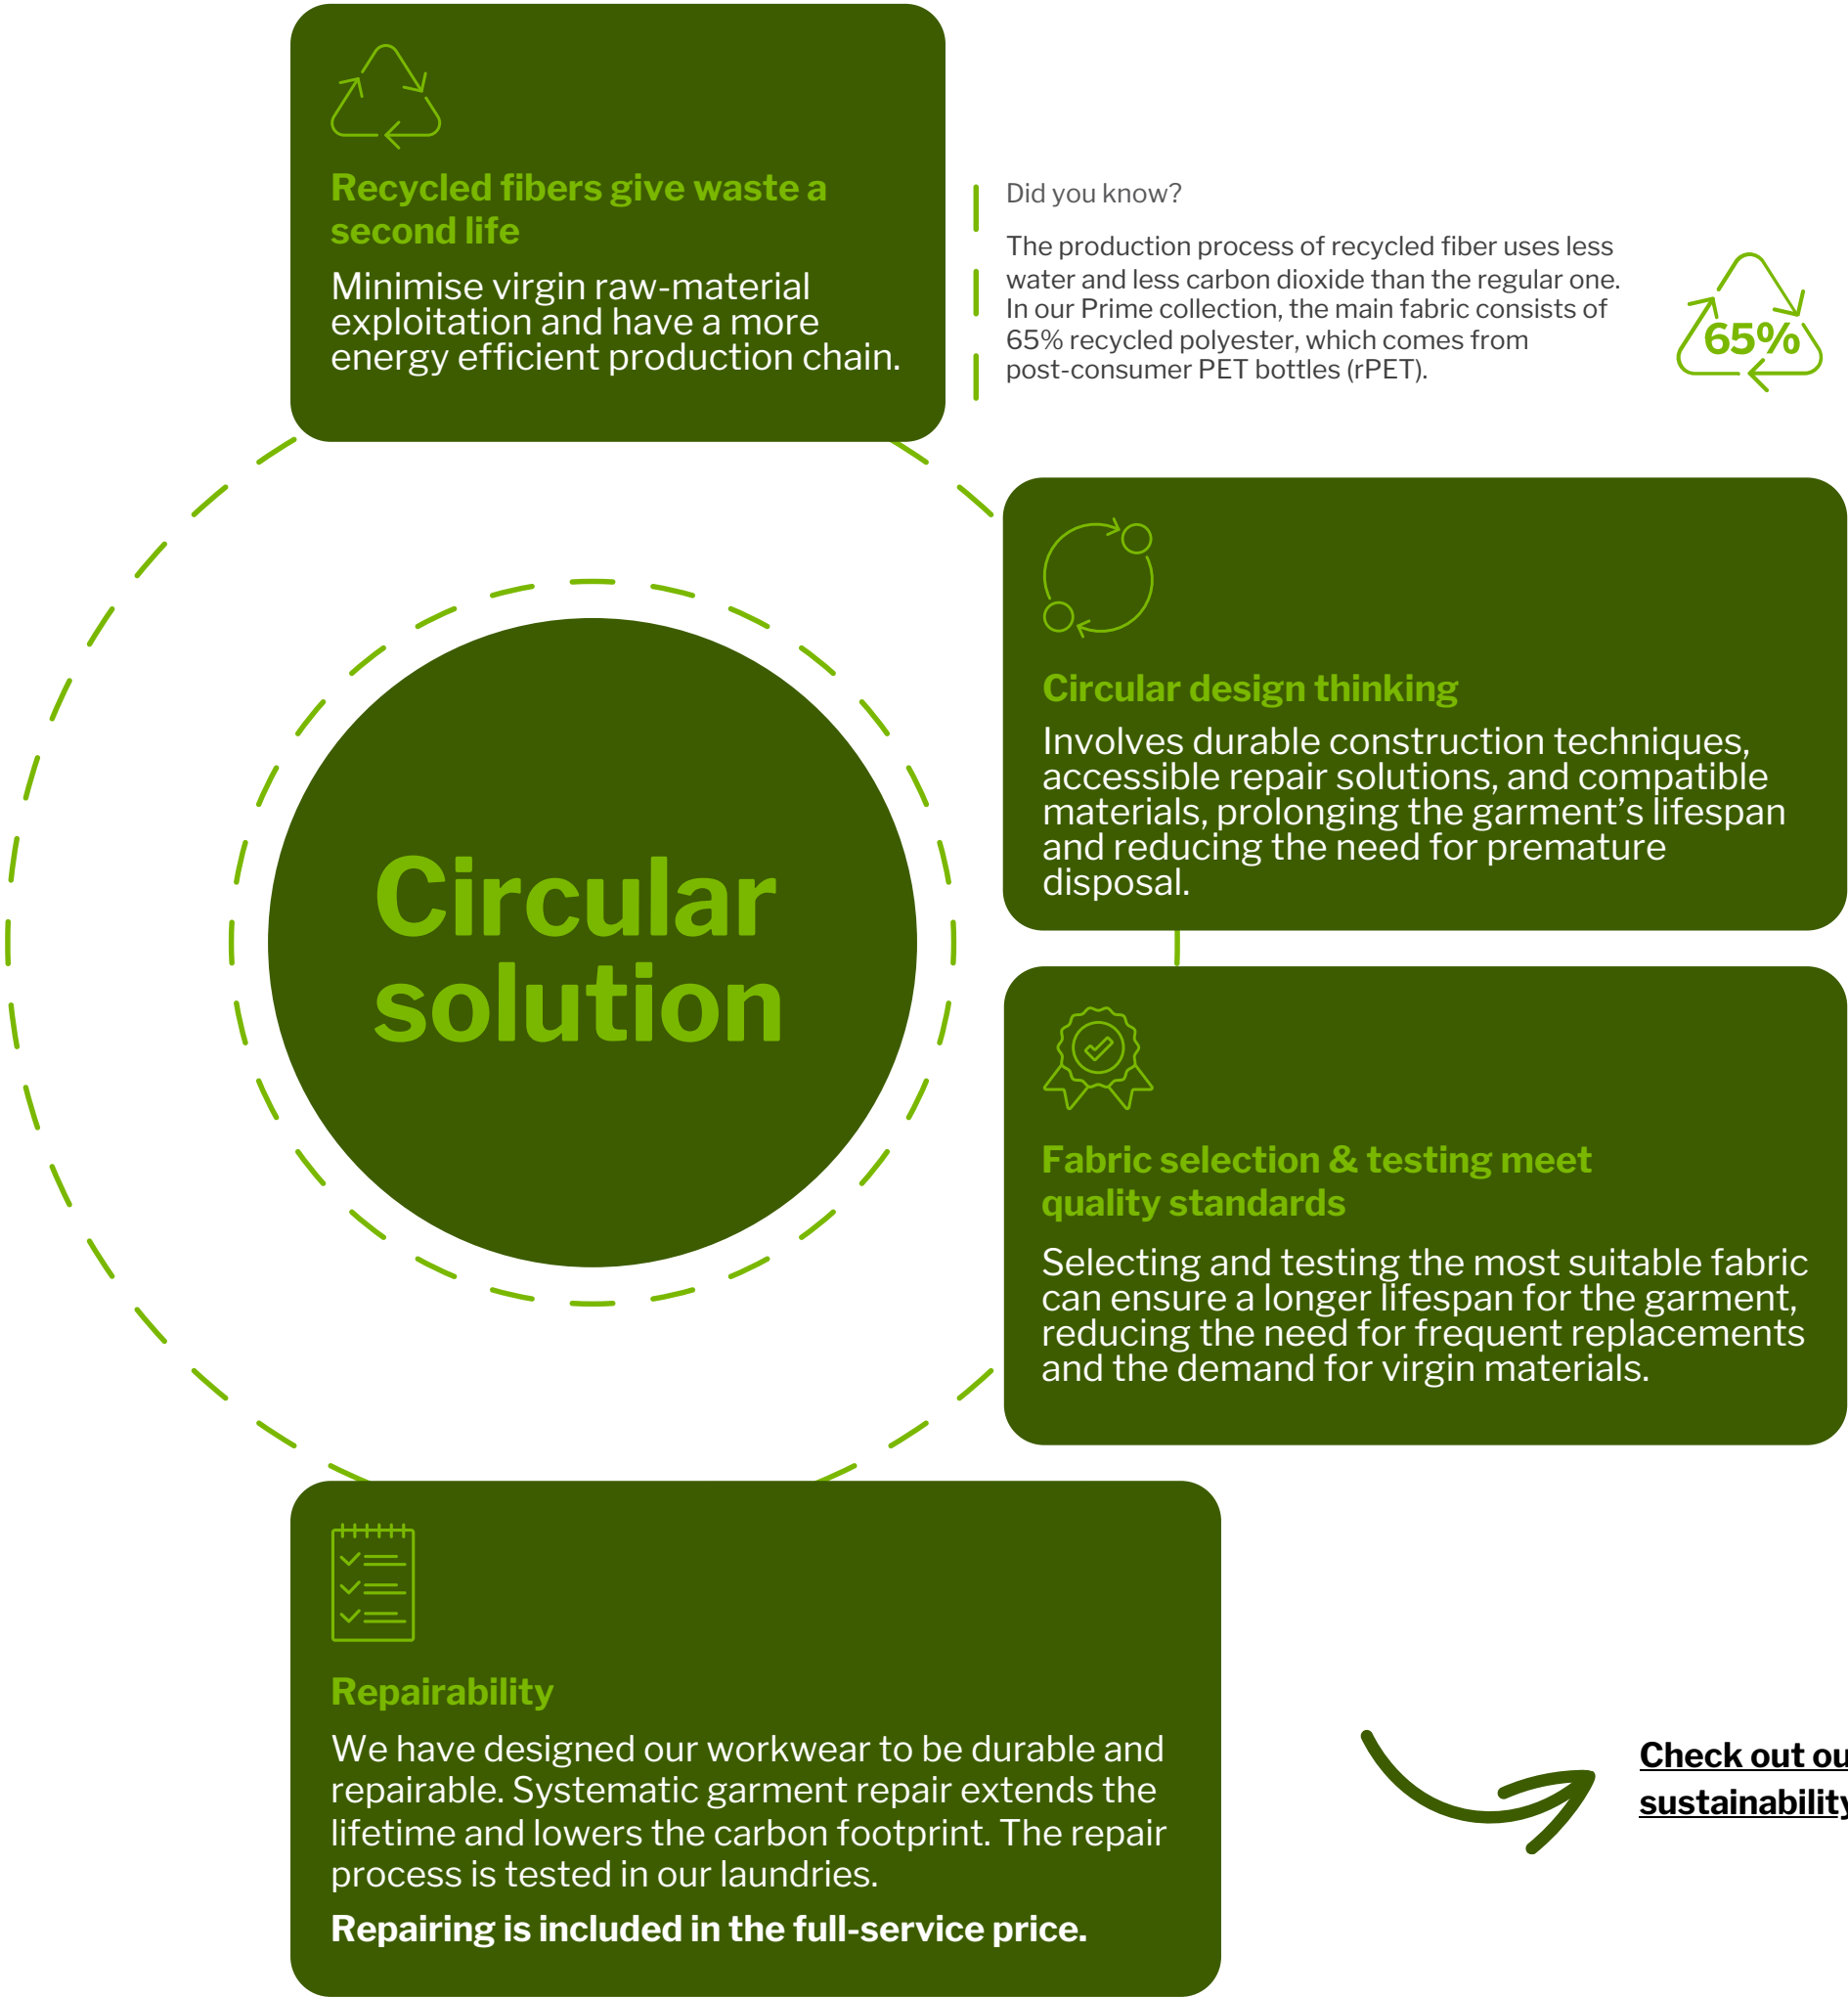 Recycled fibers give waste a
second life
Minimise virgin raw-material
exploitation and have a more
energy efficient production chain.
Did you know?
The production process of recycled fiber uses less
water and less carbon dioxide than the regular one.
In our Prime collection, the main fabric consists of
65% recycled polyester, which comes from
post-consumer PET bottles (rPET).
65%
Circular design thinking
Involves durable construction techniques,
accessible repair solutions, and compatible
materials, prolonging the garment’s lifespan
and reducing the need for premature
disposal.
Circular
solution
Fabric selection & testing meet
quality standards
Selecting and testing the most suitable fabric
can ensure a longer lifespan for the garment,
reducing the need for frequent replacements
and the demand for virgin materials.
Repairability
We have designed our workwear to be durable and
repairable. Systematic garment repair extends the
lifetime and lowers the carbon footprint. The repair
process is tested in our laundries.
Repairing is included in the full-service price.
Check out
sustainability